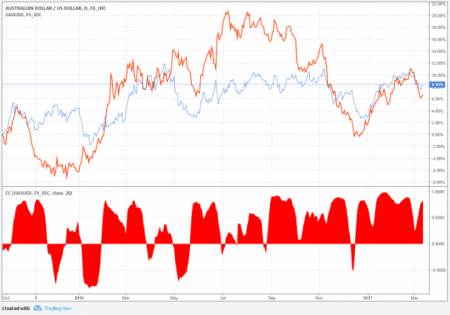 AUSTRALIAN DOLLAR / US DOLLAR, D, FX_IDC
XAUUSD, FX_IDC
22.00%
20.00%
18.00%
16.00%
14.00%
12.00%
10.00%
6.00%
4.00%
2.00%
0.00%
-2.00%
-4.00%
-6.00%
-8.00%
CC (XAUUSD, FX_IDC, close, 20)
1.0000
0.5000
0.0000
-0.5000
Oct
2016
Mar
May
Jul
Sep
Nov
2017
Mar
Created with TradingView